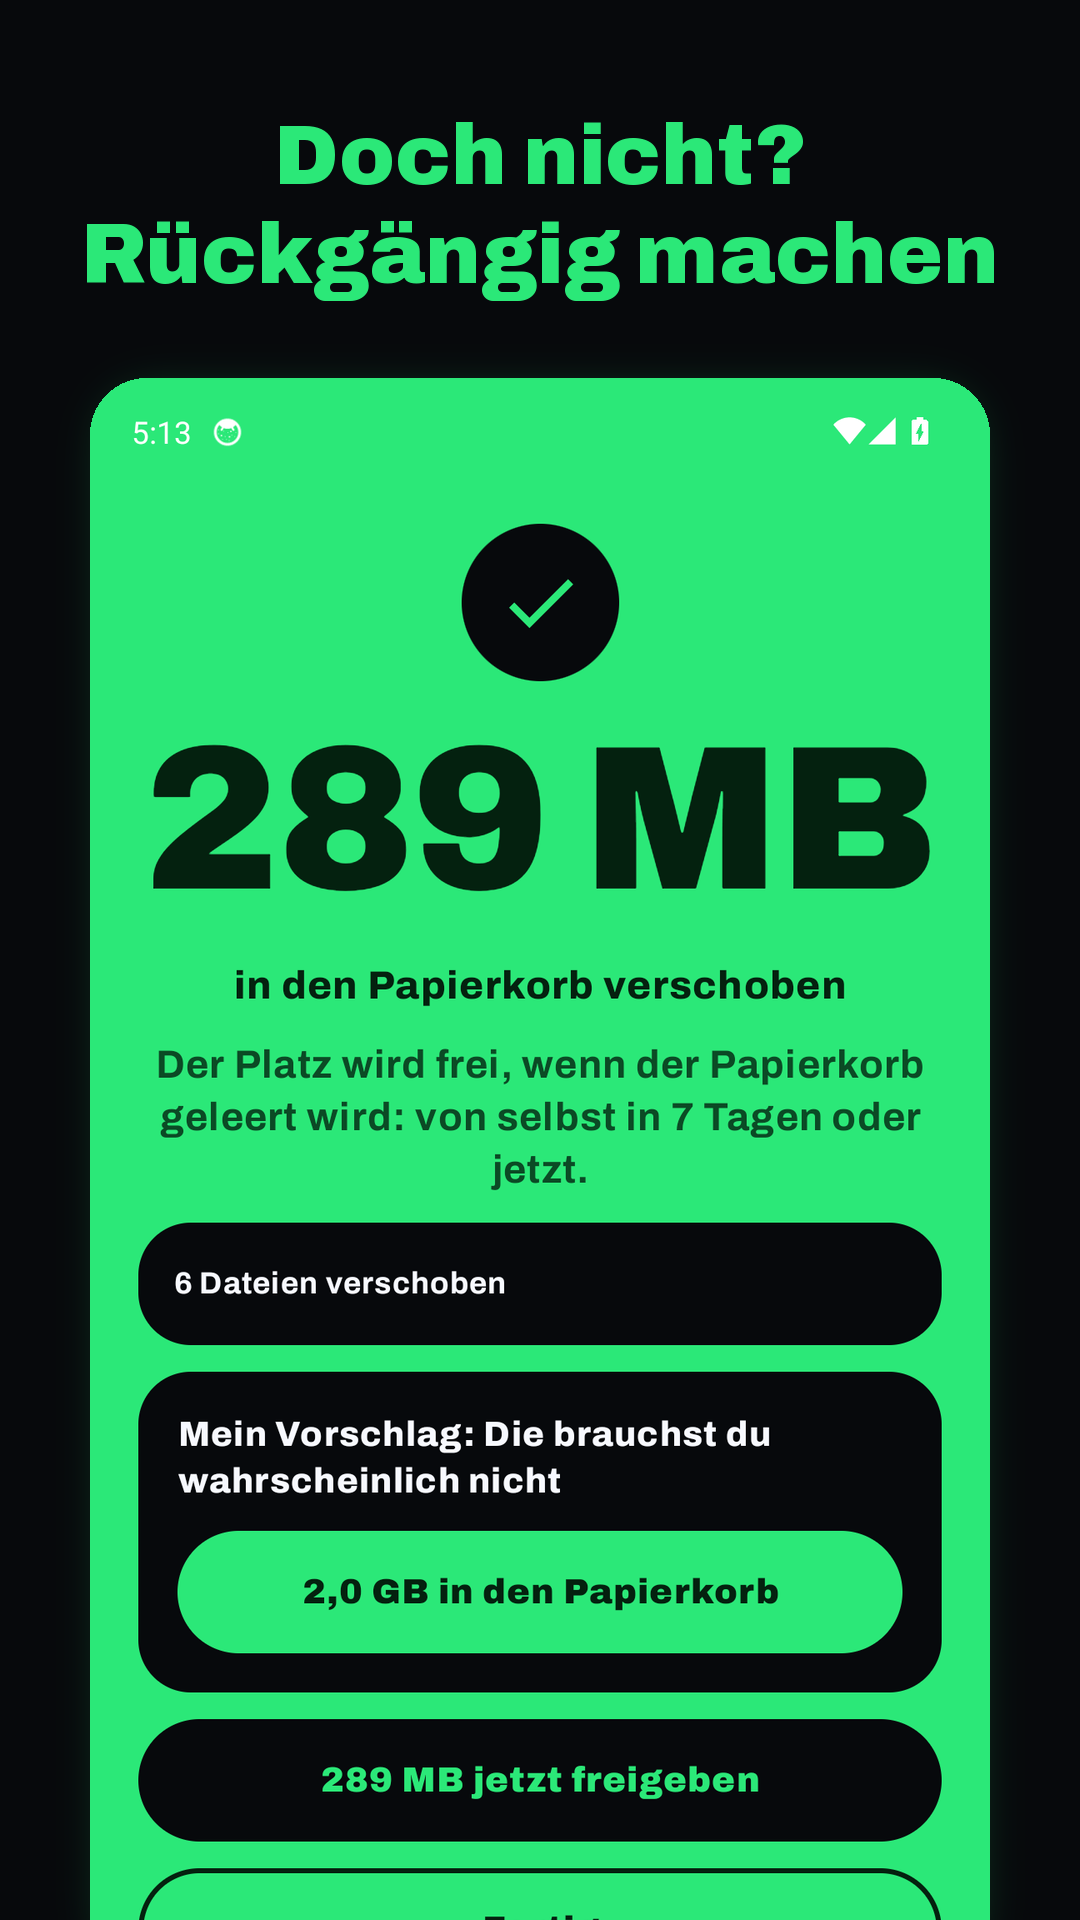 Doch nicht?
Rückgängig machen
5:13
289 MB
in den Papierkorb verschoben
Der Platz wird frei, wenn der Papierkorb
geleert wird: von selbst in 7 Tagen oder
jetzt.
6 Dateien verschoben
Mein Vorschlag: Die brauchst du
wahrscheinlich nicht
2,0 GB in den Papierkorb
289 MB jetzt freigeben